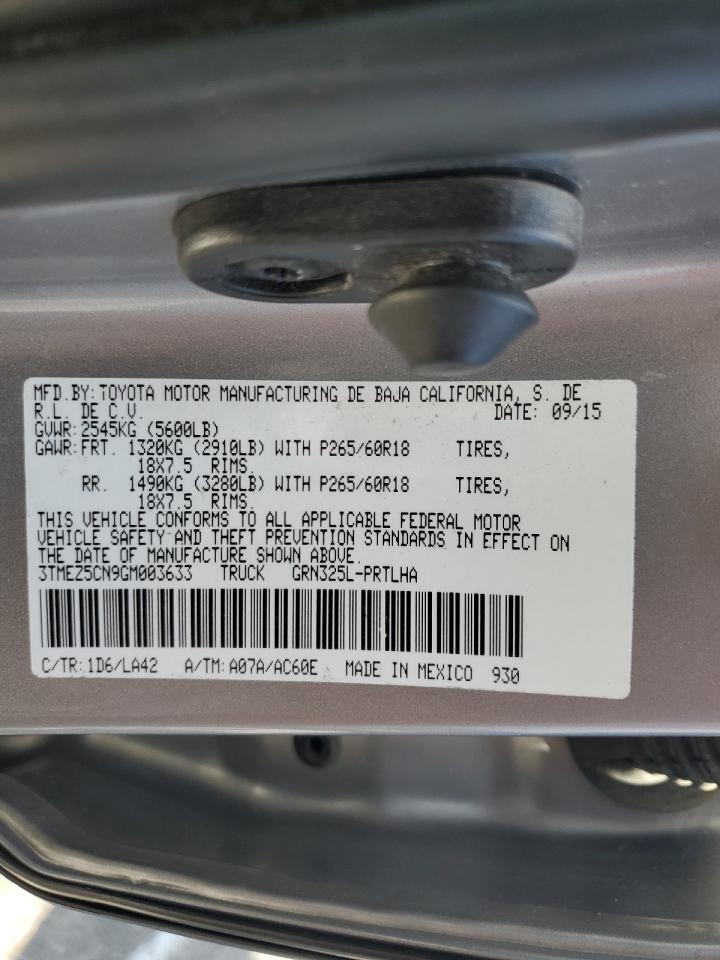 MFD.BY:TOYOTA MOTOR MANUFACTURING DE BAJA CALIFORNIA, S. DE
R.L. DE C.V. DATE: 09/15
GVWR:2545KG (5600LB)
GAWR:FRT. 1320KG (2910LB) WITH P265/60R18 TIRES,
18X7.5 RIMS.
RR. 1490KG (3280LB) WITH P265/60R18 TIRES,
18X7.5 RIMS.
THIS VEHICLE CONFORMS TO ALL APPLICABLE FEDERAL MOTOR
VEHICLE SAFETY AND THEFT PREVENTION STANDARDS IN EFFECT ON
THE DATE OF MANUFACTURE SHOWN ABOVE.
3TMEZ5CN9GM003633 TRUCK GRN325L-PRTLHA
C/TR:1D6/LA42 A/TM:A07A/AC60E MADE IN MEXICO 930